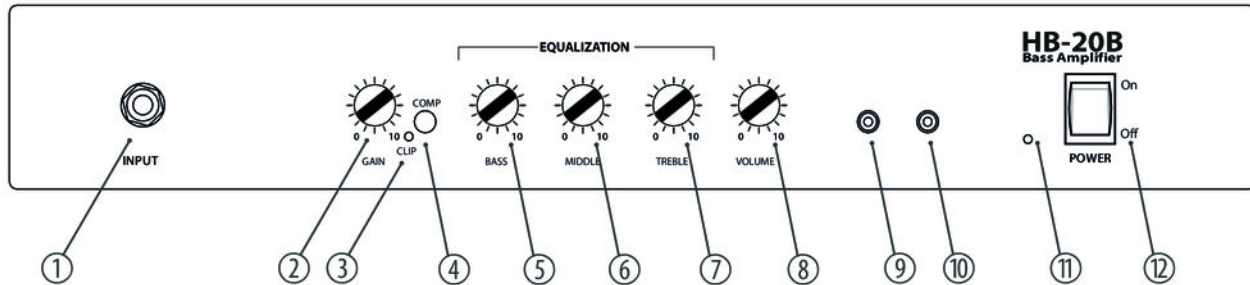 EQUALIZATION
HB-20B
Bass Amplifier
COMP
On
0 10
0 10
0 10
0 10
0 10
Off
CLIP
INPUT
GAIN
BASS
MIDDLE
TREBLE
VOLUME
POWER
1
2
3
4
5
6
7
8
9
10
11
12